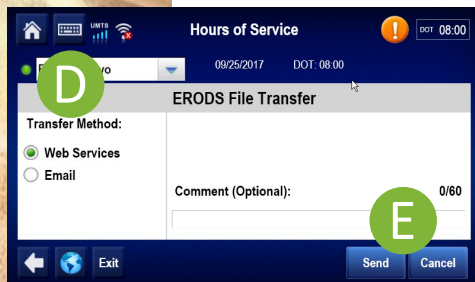 UMTS
Hours of Service
! DOT 08:00
09/25/2017 DOT: 08:00
D
ERODS File Transfer
Transfer Method:
Web Services
Email
Comment (Optional): 0/60
E
Exit Send Cancel